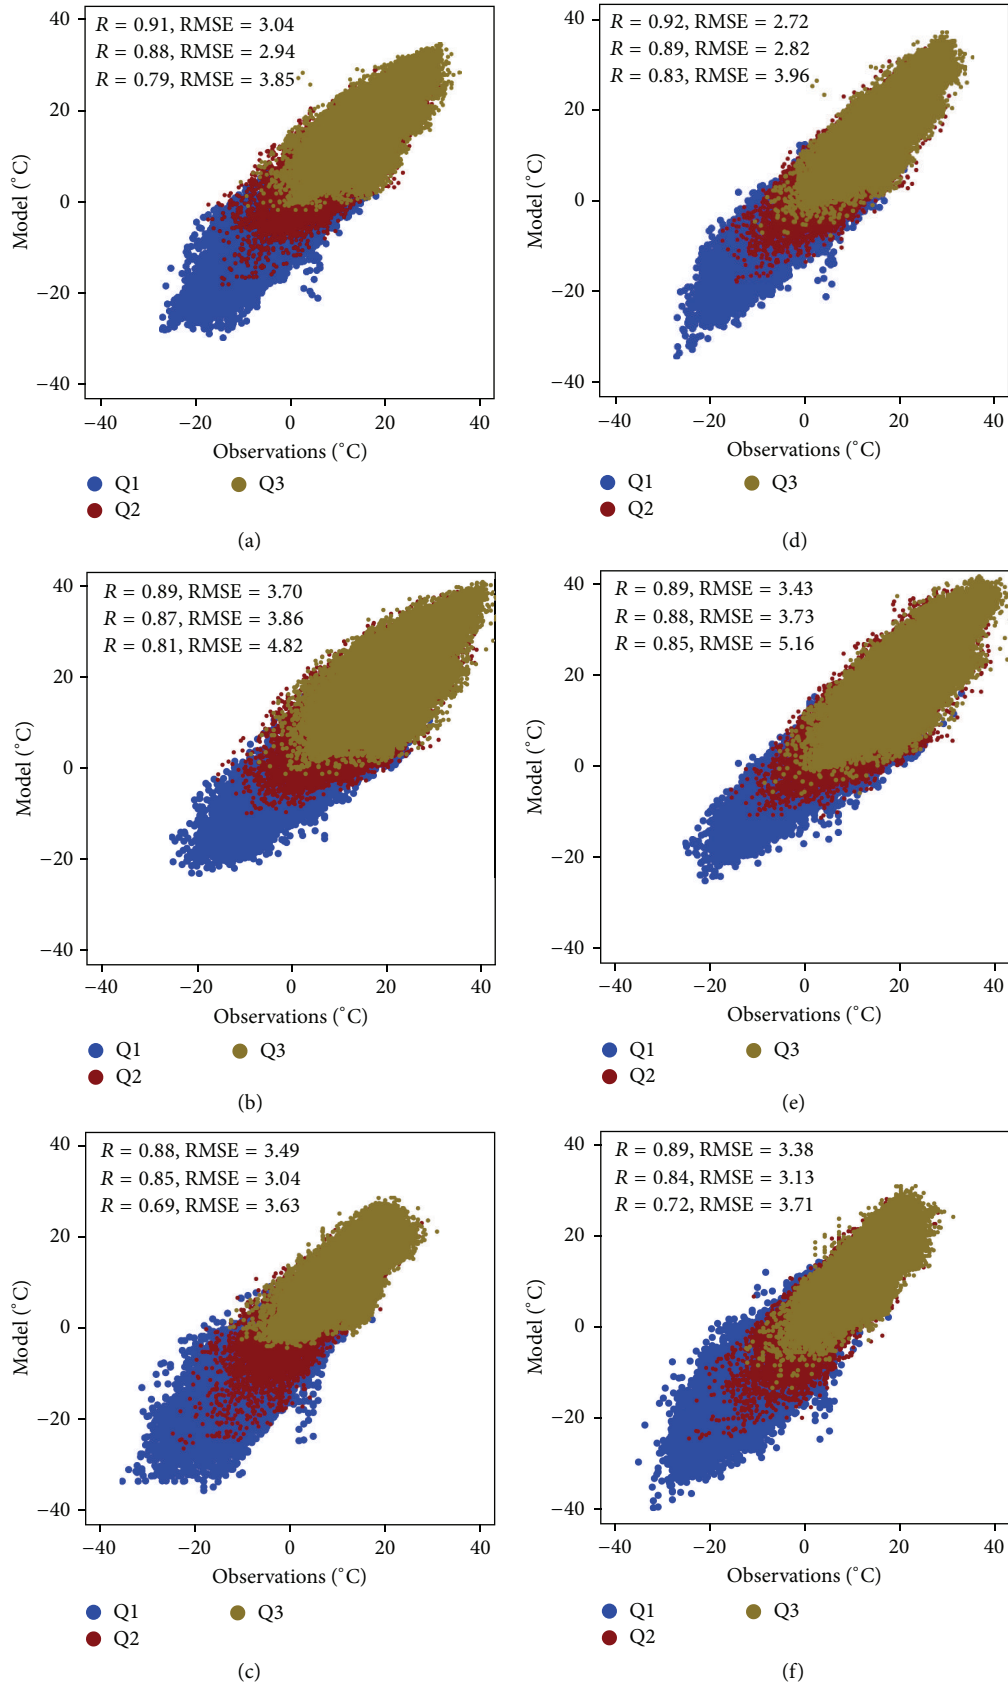 R = 0.91, RMSE = 3.04
R = 0.88, RMSE = 2.94
R = 0.79, RMSE = 3.85
40
20
0
−20
−40
Model (°C)
−40 −20 0 20 40
Observations (°C)
Q1 Q3
Q2
(a)
R = 0.92, RMSE = 2.72
R = 0.89, RMSE = 2.82
R = 0.83, RMSE = 3.96
40
20
0
−20
−40
Model (°C)
−40 −20 0 20 40
Observations (°C)
Q1 Q3
Q2
(d)
R = 0.89, RMSE = 3.70
R = 0.87, RMSE = 3.86
R = 0.81, RMSE = 4.82
40
20
0
−20
−40
Model (°C)
−40 −20 0 20 40
Observations (°C)
Q1 Q3
Q2
(b)
R = 0.89, RMSE = 3.43
R = 0.88, RMSE = 3.73
R = 0.85, RMSE = 5.16
40
20
0
−20
−40
Model (°C)
−40 −20 0 20 40
Observations (°C)
Q1 Q3
Q2
(e)
R = 0.88, RMSE = 3.49
R = 0.85, RMSE = 3.04
R = 0.69, RMSE = 3.63
40
20
0
−20
−40
Model (°C)
−40 −20 0 20 40
Observations (°C)
Q1 Q3
Q2
(c)
R = 0.89, RMSE = 3.38
R = 0.84, RMSE = 3.13
R = 0.72, RMSE = 3.71
40
20
0
−20
−40
Model (°C)
−40 −20 0 20 40
Observations (°C)
Q1 Q3
Q2
(f)